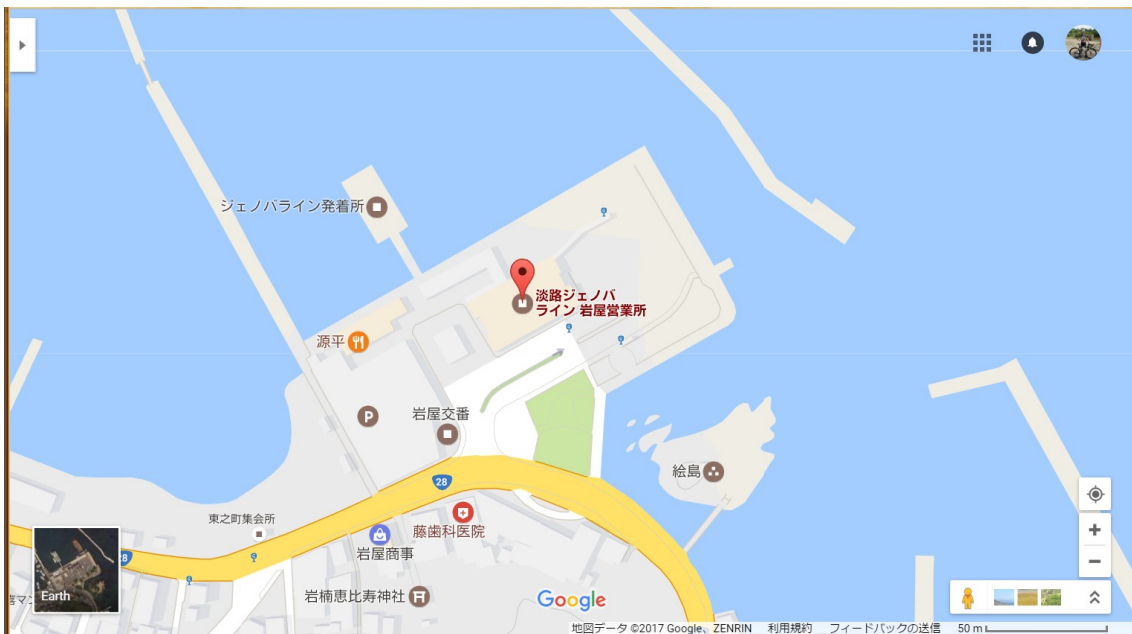 ジェノバライン発着所
淡路ジェノバ
ライン 岩屋営業所
源平
P
岩屋交番
絵島
28
東之町集会所
藤歯科医院
岩屋商事
28
岩楠恵比寿神社
Earth
Google
地図データ ©2017 Google、ZENRIN 利用規約 フィードバックの送信 50 m